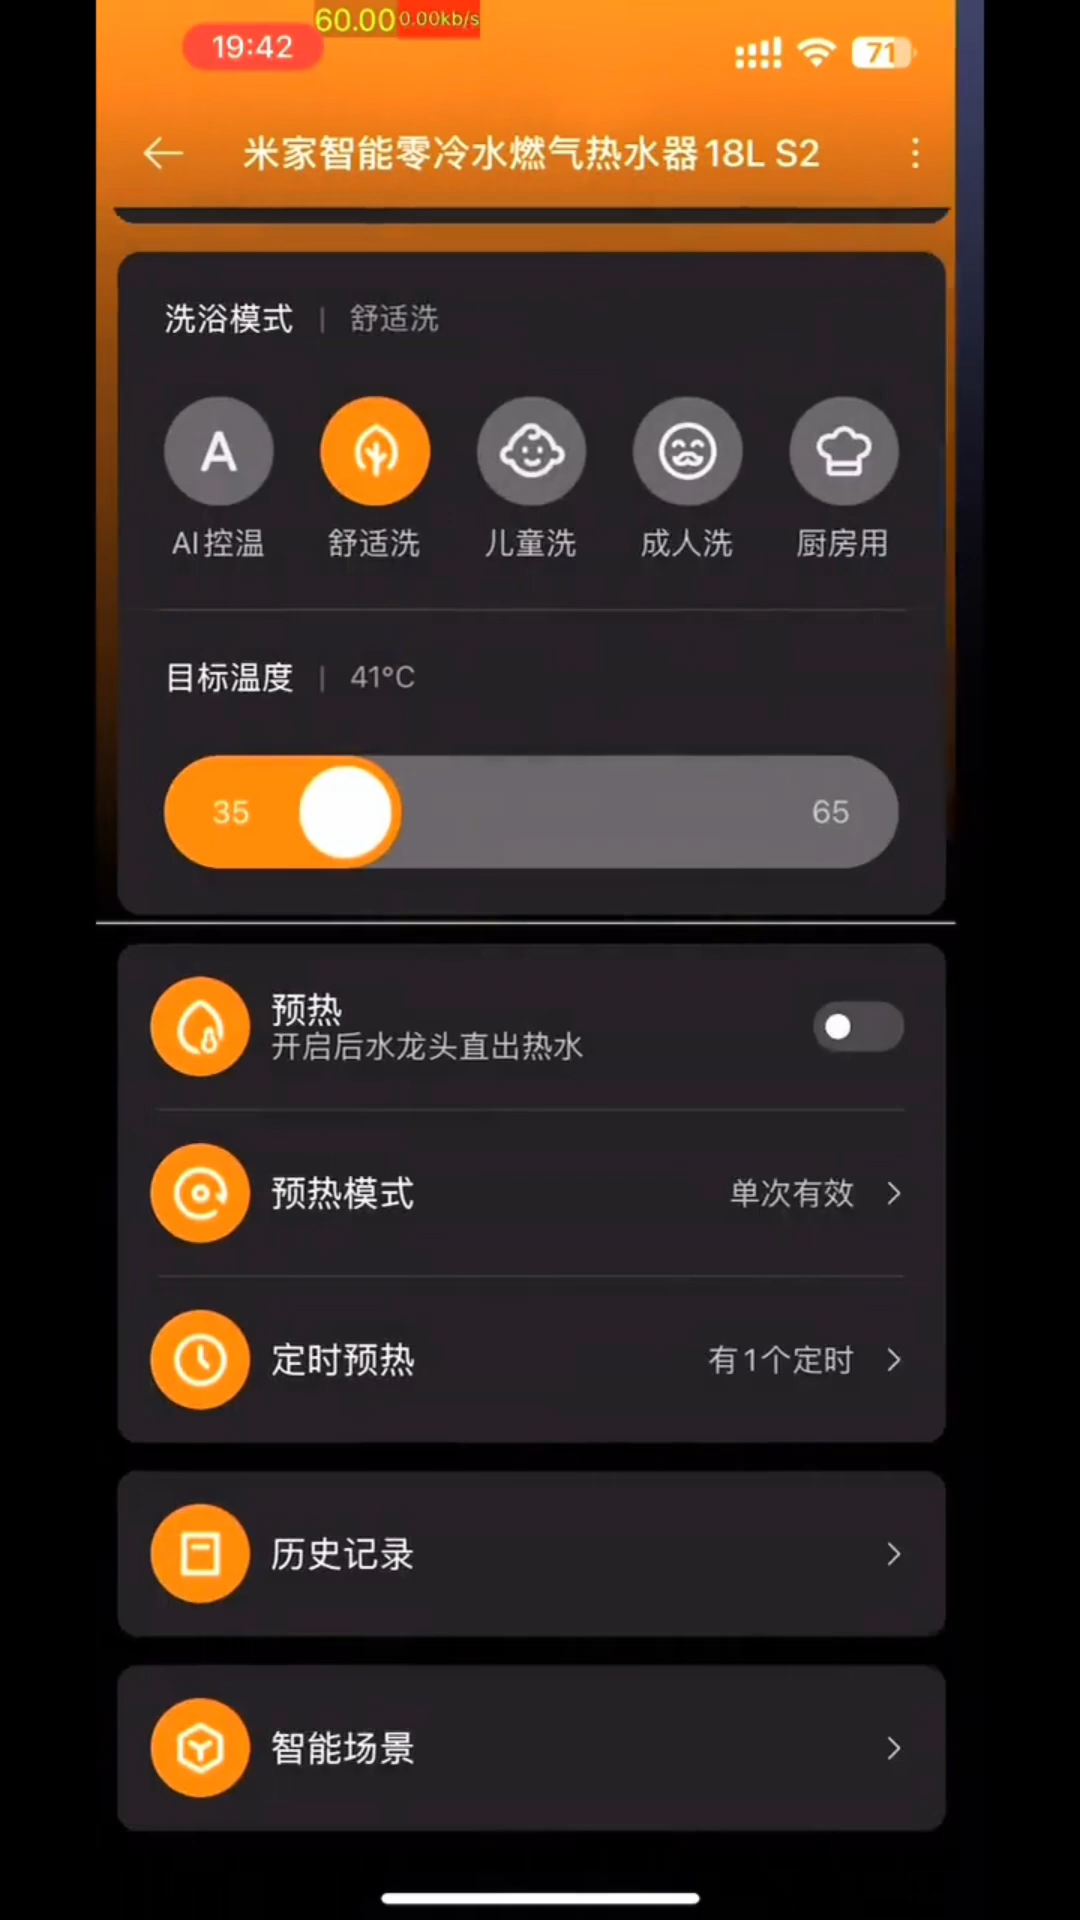 60.00 0.00kb/s
19:42
71
米家智能零冷水燃气热水器18L S2
洗浴模式 | 舒适洗
A
AI控温 舒适洗 儿童洗 成人洗 厨房用
目标温度 | 41°C
35 65
预热
开启后水龙头直出热水
预热模式 单次有效
定时预热 有1个定时
历史记录
智能场景